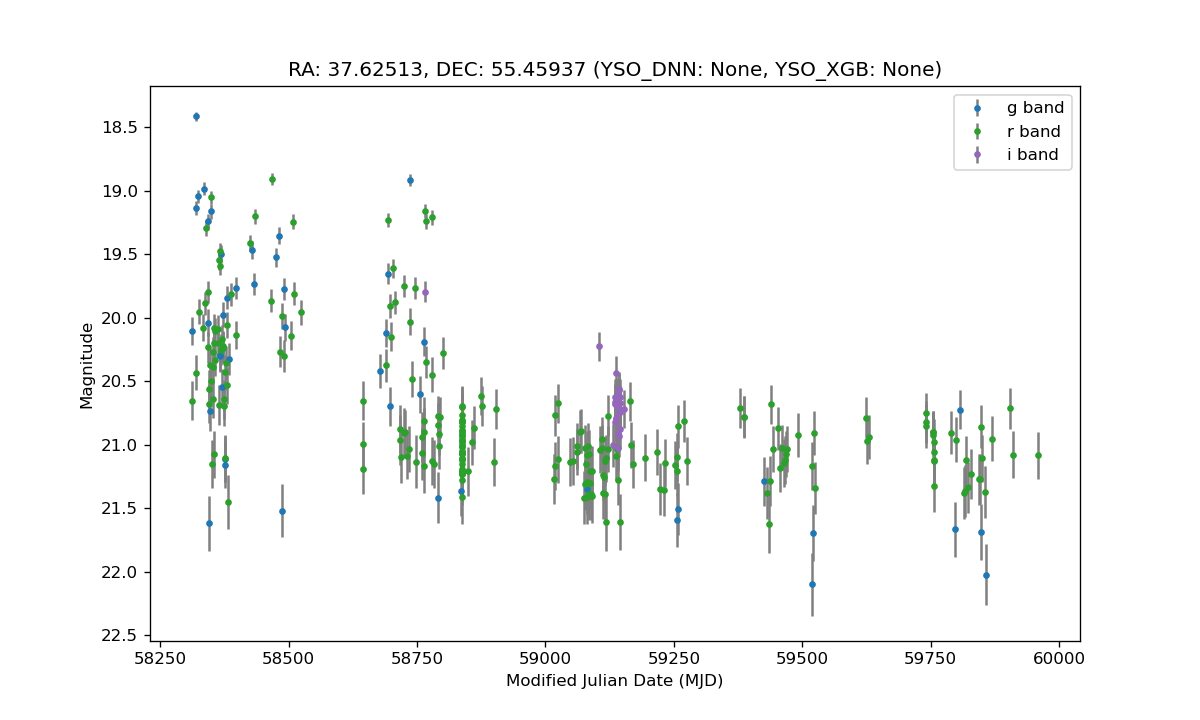 RA: 37.62513, DEC: 55.45937 (YSO_DNN: None, YSO_XGB: None)
g band
r band
i band
Magnitude
18.5
19.0
19.5
20.0
20.5
21.0
21.5
22.0
22.5
58250 58500 58750 59000 59250 59500 59750 60000
Modified Julian Date (MJD)